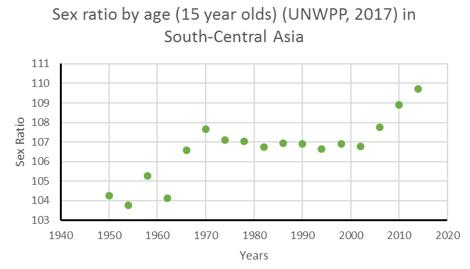 Sex ratio by age (15 year olds) (UNWPP, 2017) in
South-Central Asia
111
110
109
108
107
106
105
104
103
Sex Ratio
1940 1950 1960 1970 1980 1990 2000 2010 2020
Years